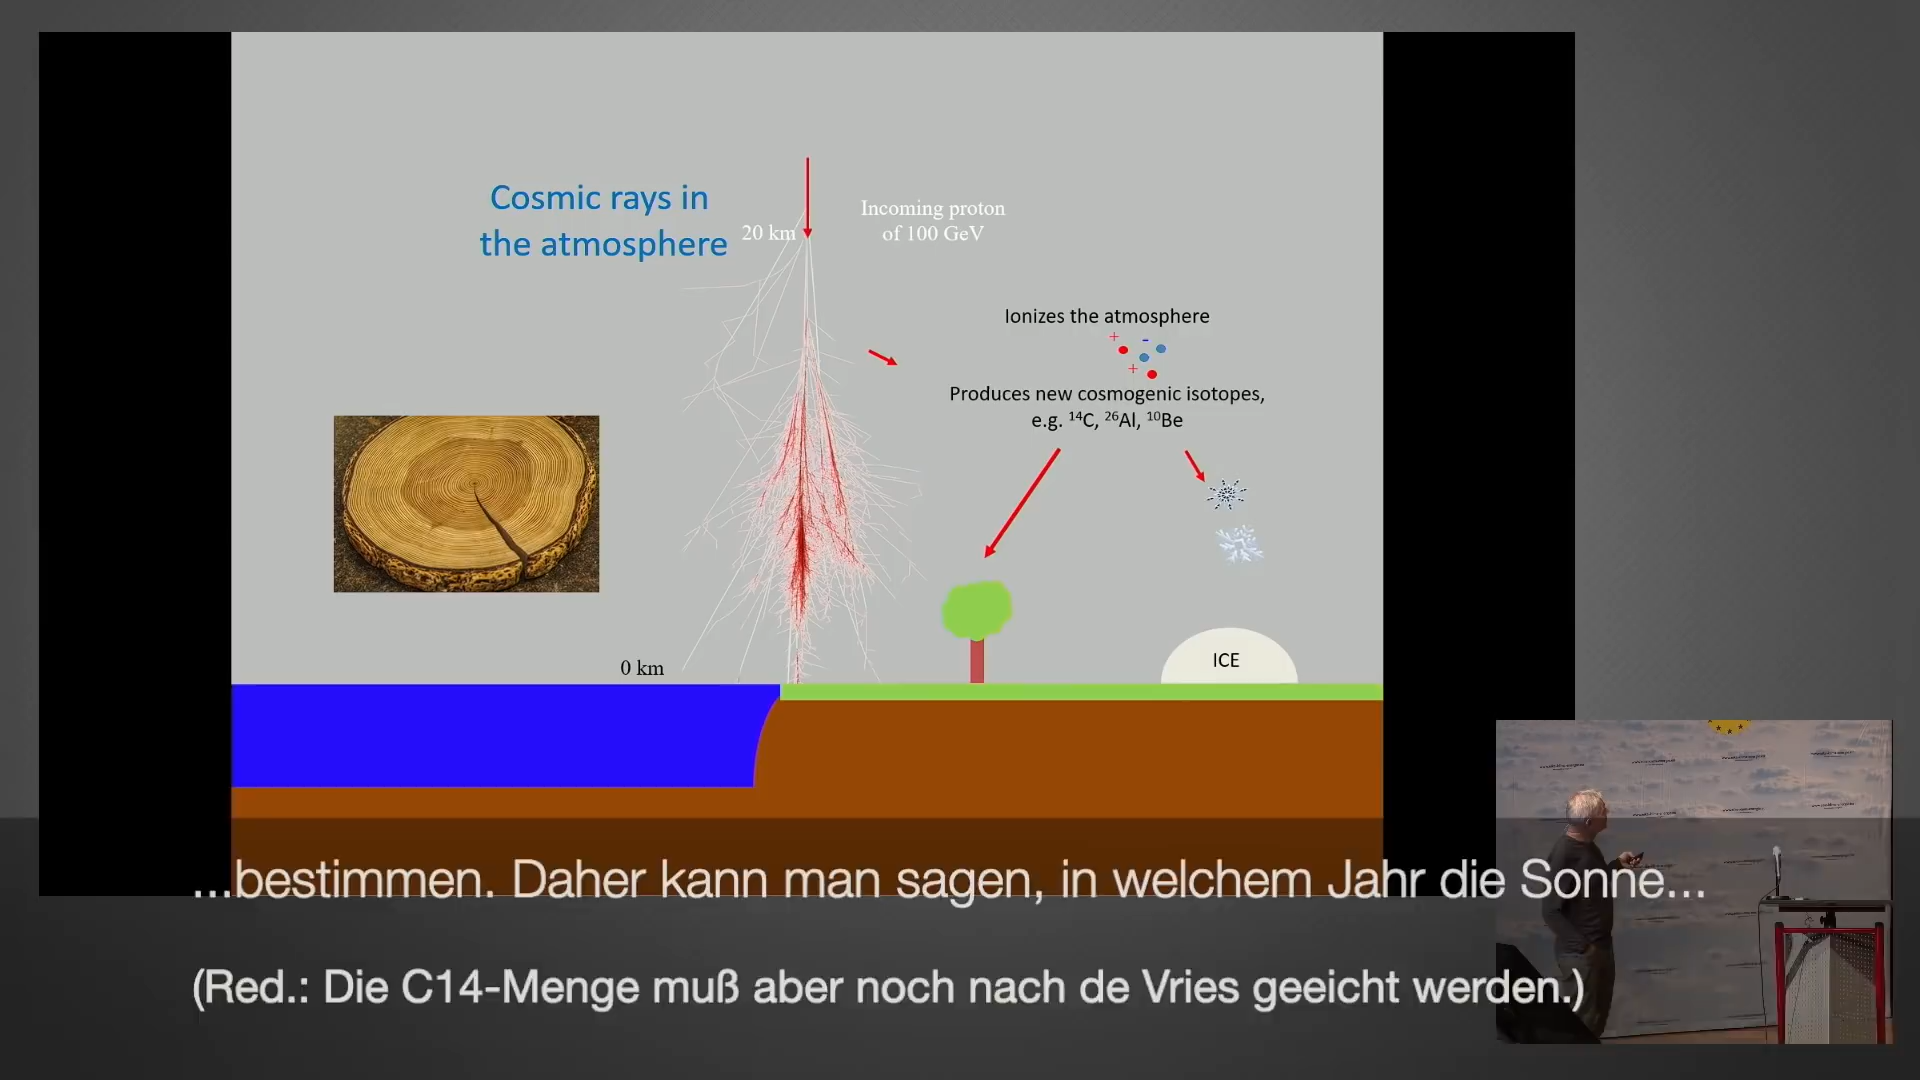 Cosmic rays in
the atmosphere
20 km
Incoming proton
of 100 GeV
Ionizes the atmosphere
+ -
+
Produces new cosmogenic isotopes,
e.g. ¹⁴C, ²⁶Al, ¹⁰Be
0 km
ICE
...bestimmen. Daher kann man sagen, in welchem Jahr die Sonne...
(Red.: Die C14-Menge muß aber noch nach de Vries geeicht werden.)